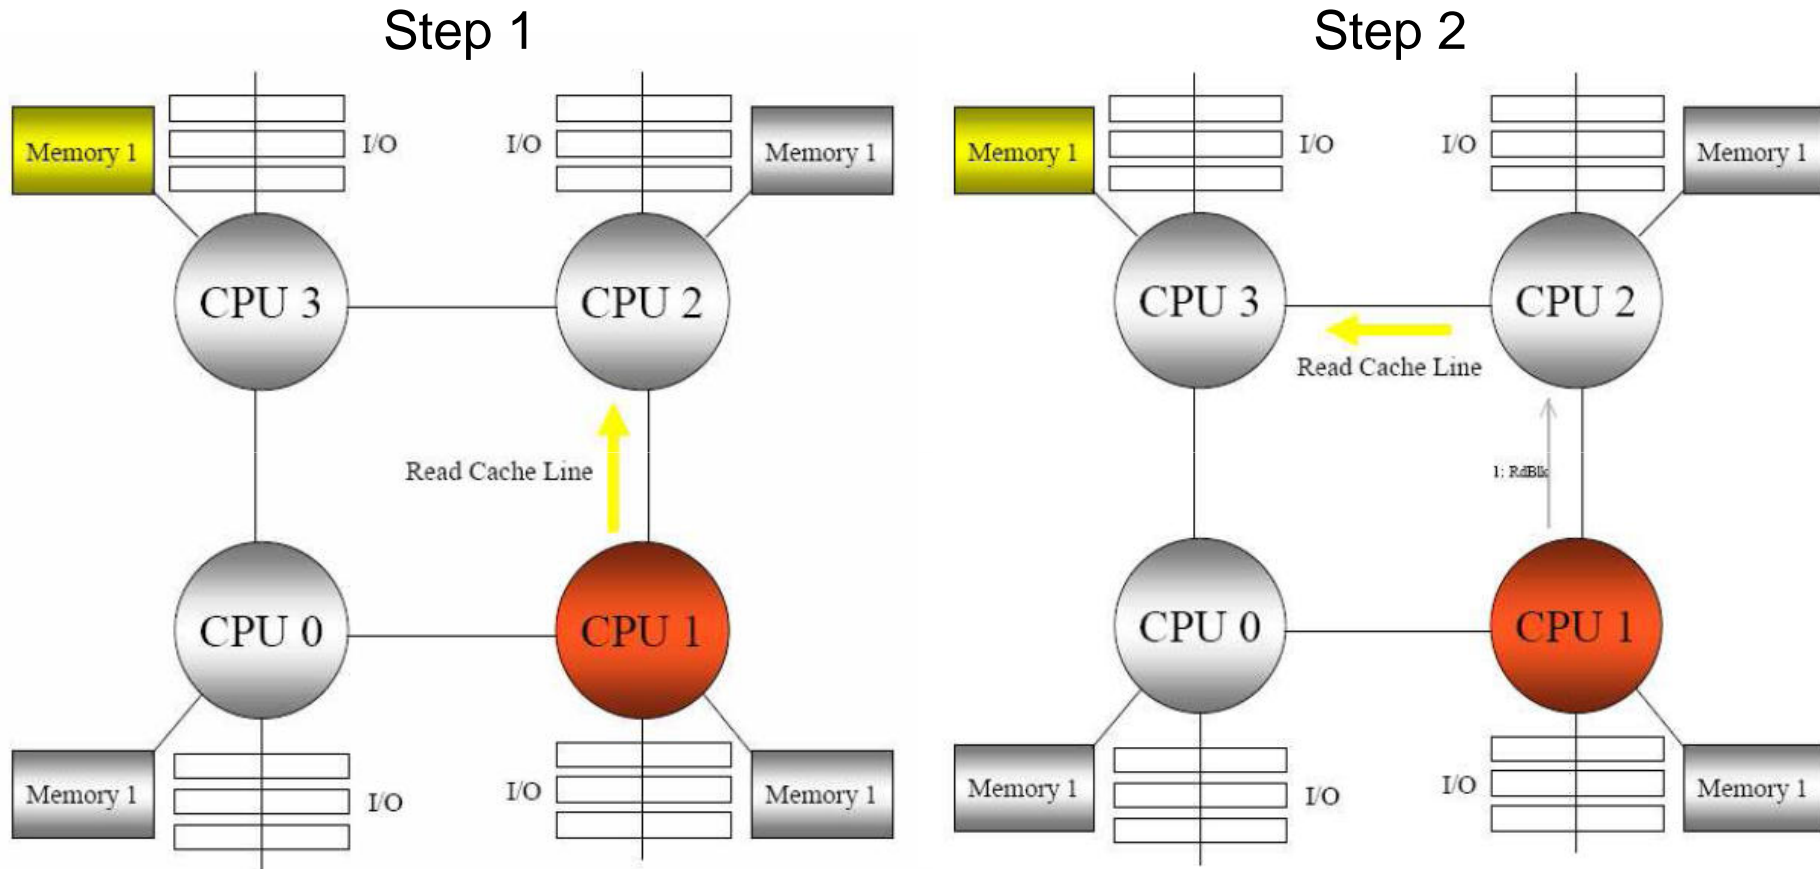 Step 1
Memory 1
I/O
I/O
Memory 1
CPU 3
CPU 2
Read Cache Line
CPU 0
CPU 1
Memory 1
I/O
I/O
Memory 1
Step 2
Memory 1
I/O
I/O
Memory 1
CPU 3
CPU 2
Read Cache Line
1: RdBlk
CPU 0
CPU 1
Memory 1
I/O
I/O
Memory 1